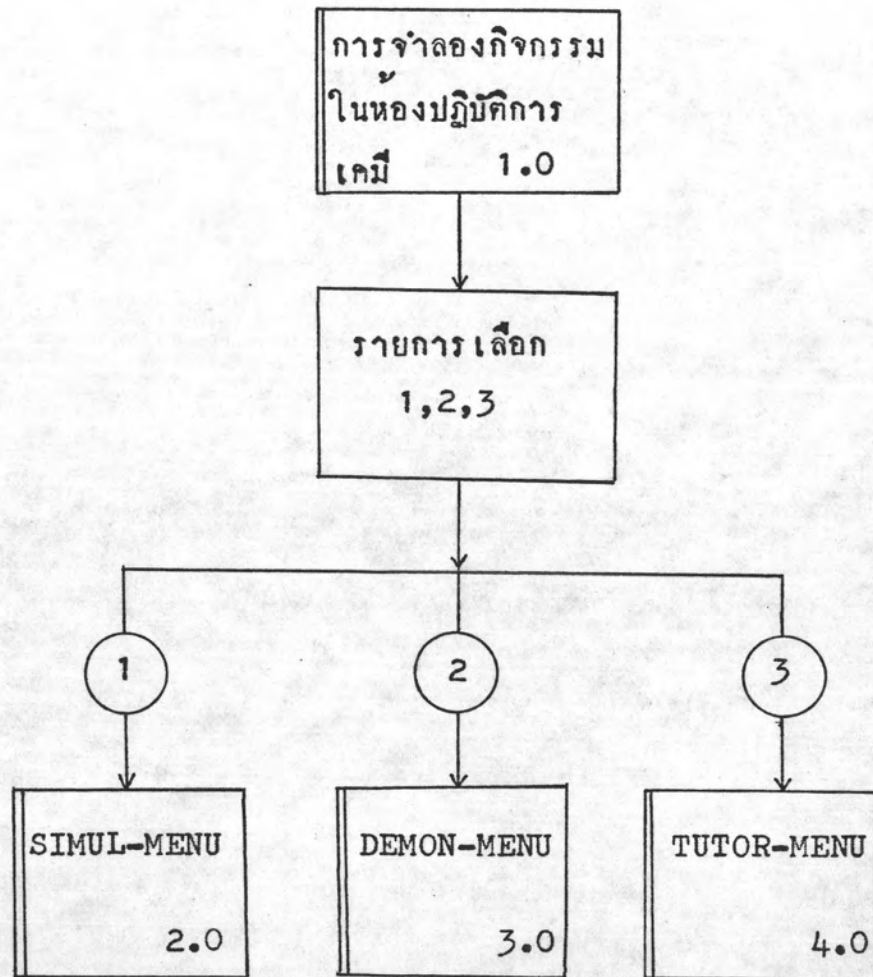 การจำลองกิจกรรม
ในห้องปฏิบัติการ
เคมี 1.0
รายการเลือก
1,2,3
1
2
3
SIMUL-MENU
DEMON-MENU
TUTOR-MENU
2.0
3.0
4.0